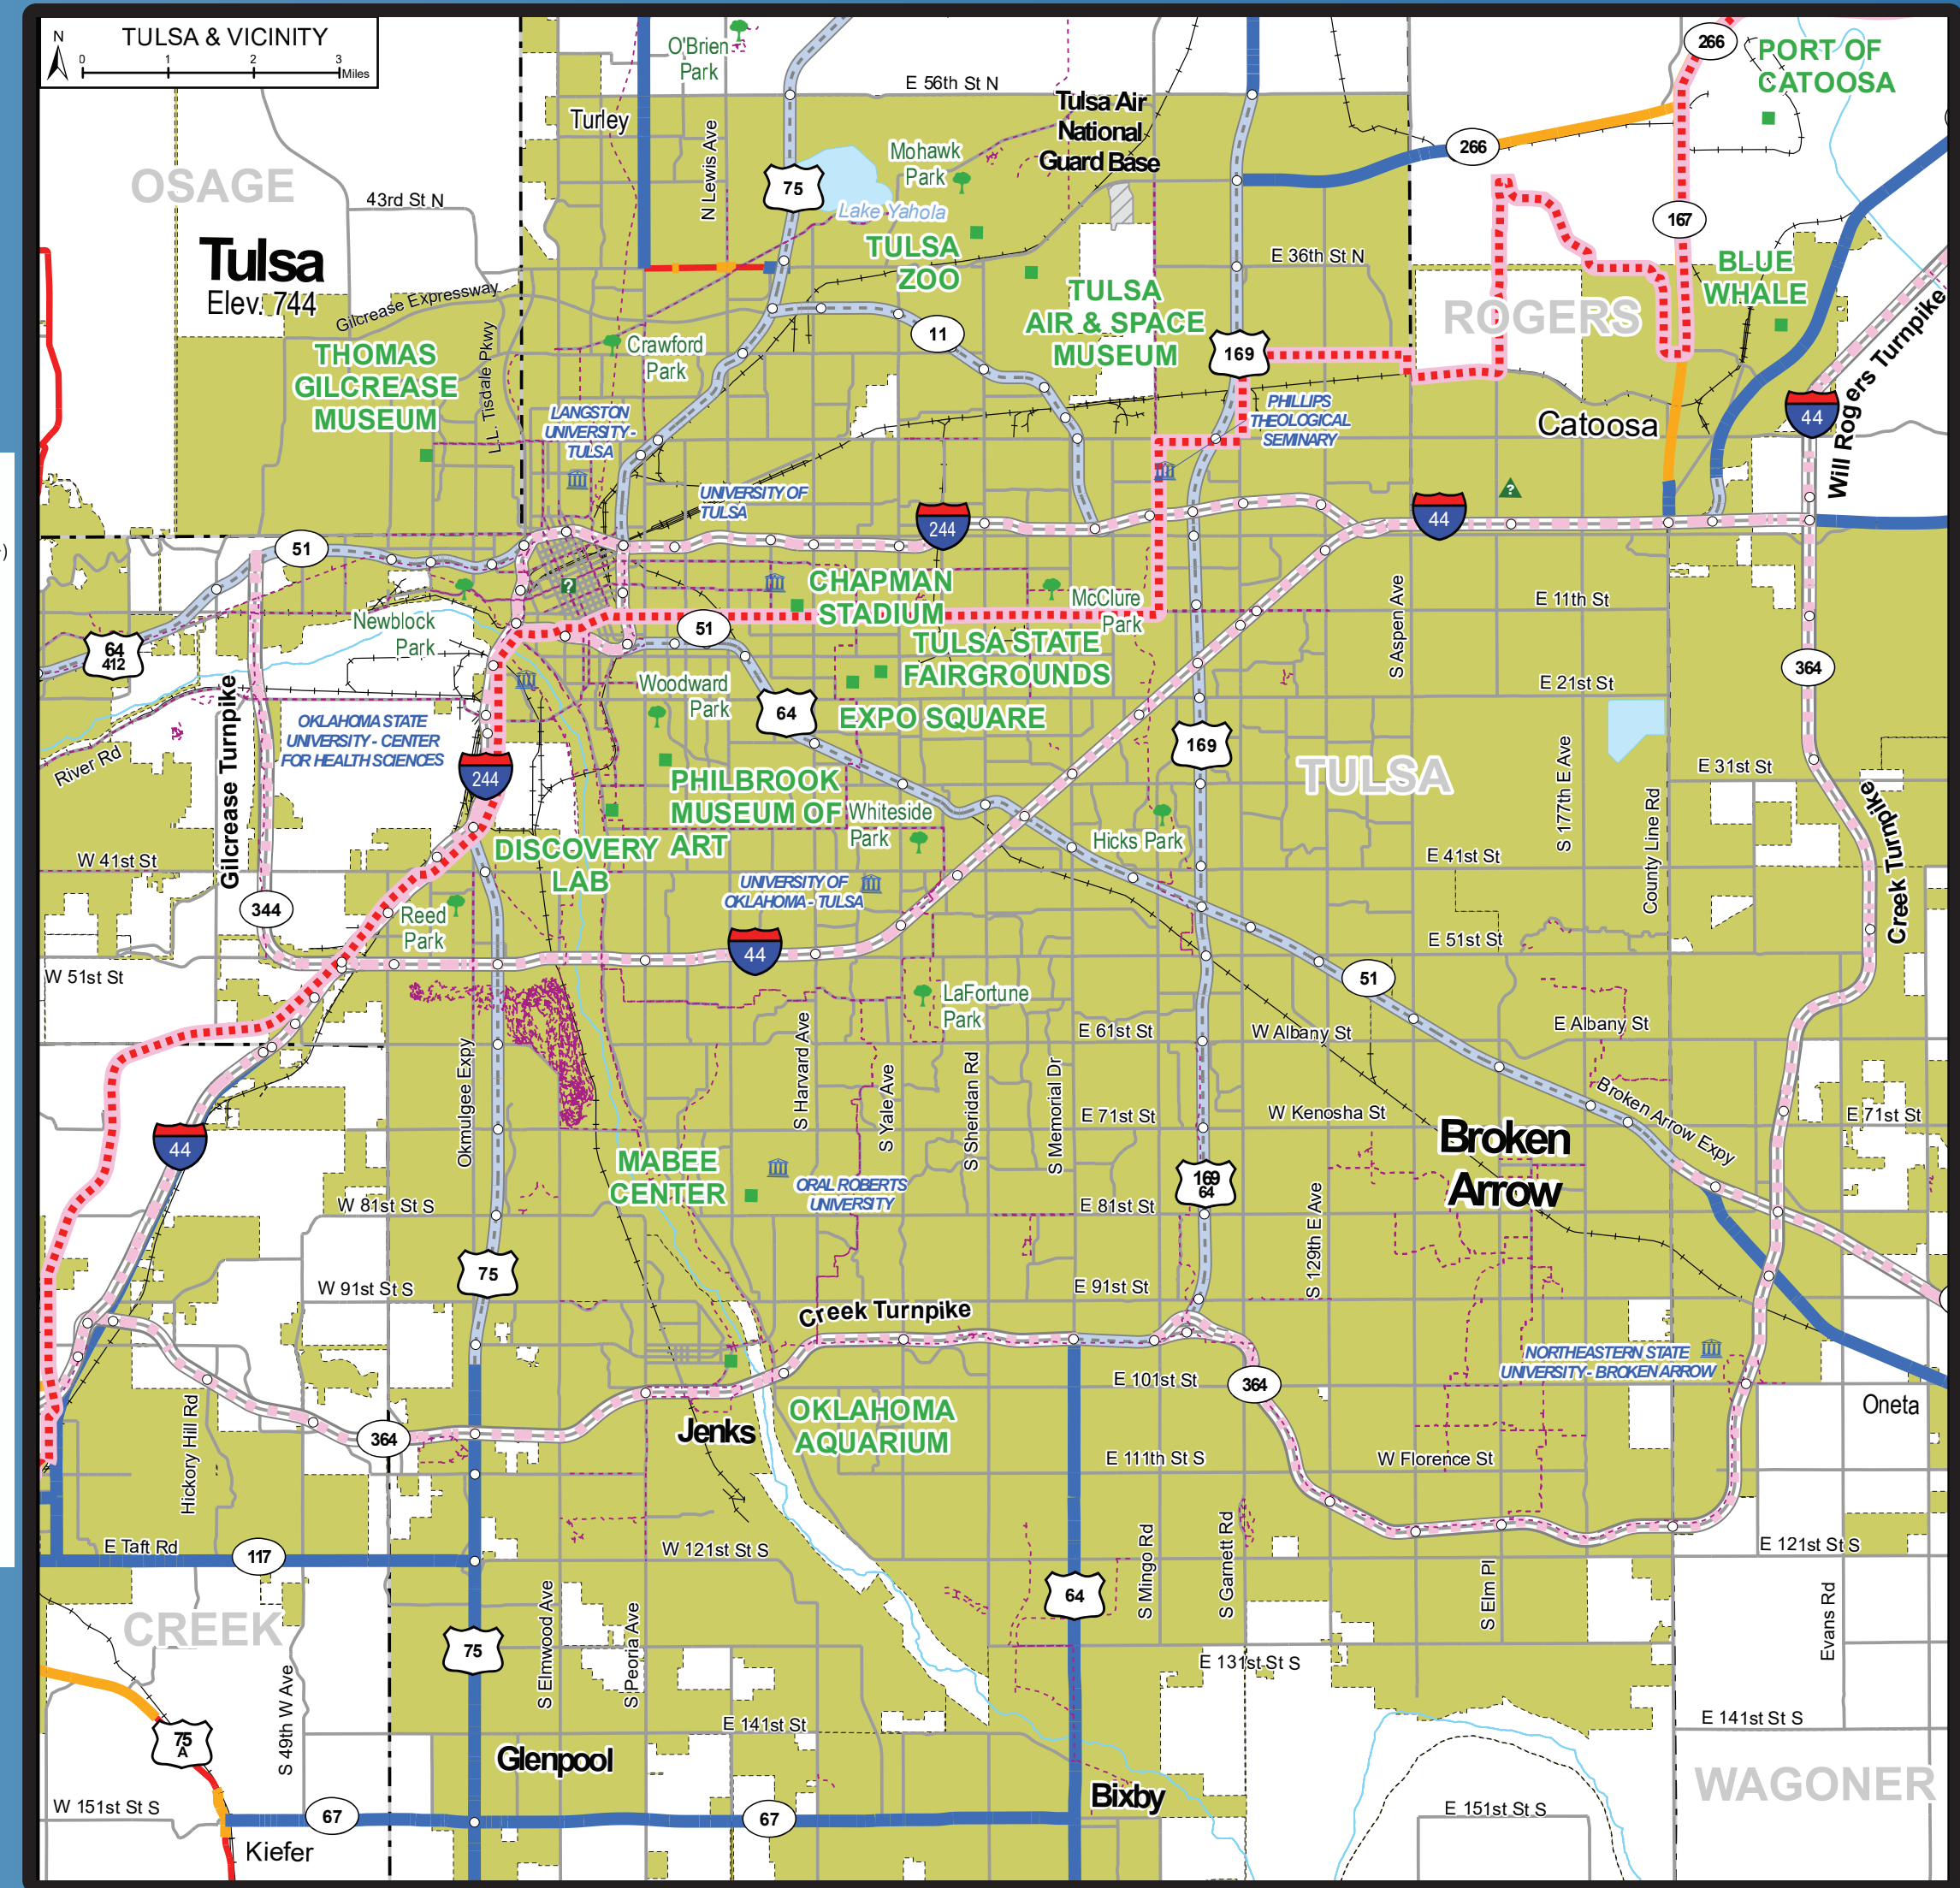 TULSA & VICINITY
N
0 1 2 3
Miles
O'Brien
Park
266
PORT OF
CATOOSA
E 56th St N
Tulsa Air
National
Guard Base
Turley
N Lewis Ave
Mohawk
Park
266
75
OSAGE
43rd St N
Lake Yahola
167
Tulsa
Elev: 744
TULSA
ZOO
E 36th St N
BLUE
WHALE
Gilcrease Expressway
TULSA
AIR & SPACE
MUSEUM
ROGERS
Will Rogers Turnpike
11
THOMAS
GILCREASE
MUSEUM
L.L. Tisdale Pkwy
Crawford
Park
169
LANGSTON
UNIVERSITY -
TULSA
PHILLIPS
THEOLOGICAL
SEMINARY
Catoosa
44
UNIVERSITY OF
TULSA
?
244
44
51
?
CHAPMAN
STADIUM
McClure
Park
S Aspen Ave
E 11th St
Newblock
Park
51
64
412
TULSA STATE
FAIRGROUNDS
364
Gilcrease Turnpike
Woodward
Park
E 21st St
OKLAHOMA STATE
UNIVERSITY - CENTER
FOR HEALTH SCIENCES
64
EXPO SQUARE
169
River Rd
244
PHILBROOK
MUSEUM OF
ART
TULSA
S 177th E Ave
E 31st St
County Line Rd
Creek Turnpike
Whiteside
Park
Hicks Park
DISCOVERY
LAB
W 41st St
E 41st St
UNIVERSITY OF
OKLAHOMA - TULSA
344
Reed
Park
44
E 51st St
W 51st St
51
LaFortune
Park
E 61st St
W Albany St
E Albany St
Okmulgee Expy
S Harvard Ave
S Yale Ave
S Sheridan Rd
S Memorial Dr
E 71st St
W Kenosha St
Broken Arrow Expy
E 71st St
44
Broken
Arrow
MABEE
CENTER
ORAL ROBERTS
UNIVERSITY
169
64
W 81st St S
E 81st St
S 129th E Ave
75
W 91st St S
E 91st St
Creek Turnpike
NORTHEASTERN STATE
UNIVERSITY - BROKEN ARROW
E 101st St
364
Oneta
Hickory Hill Rd
364
Jenks
OKLAHOMA
AQUARIUM
E 111th St S
W Florence St
E Taft Rd
117
W 121st St S
E 121st St S
S Mingo Rd
S Garnett Rd
S Elm Pl
64
Evans Rd
CREEK
S Elwood Ave
S Peoria Ave
75
E 131st St S
S 49th W Ave
75
A
E 141st St
E 141st St S
Glenpool
WAGONER
Bixby
W 151st St S
67
67
E 151st St S
Kiefer
)